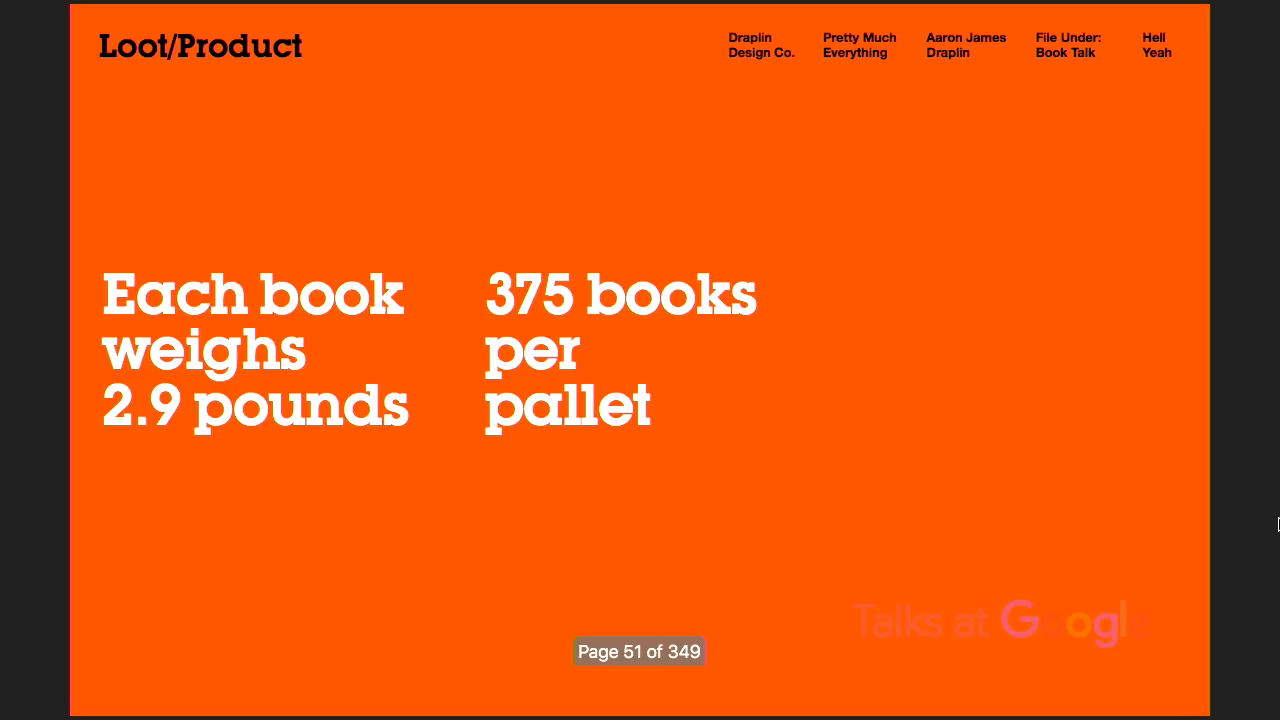 Loot/Product
Draplin
Design Co.
Pretty Much
Everything
Aaron James
Draplin
File Under:
Book Talk
Hell
Yeah
Each book
weighs
2.9 pounds
375 books
per
pallet
Talks at Google
Page 51 of 349